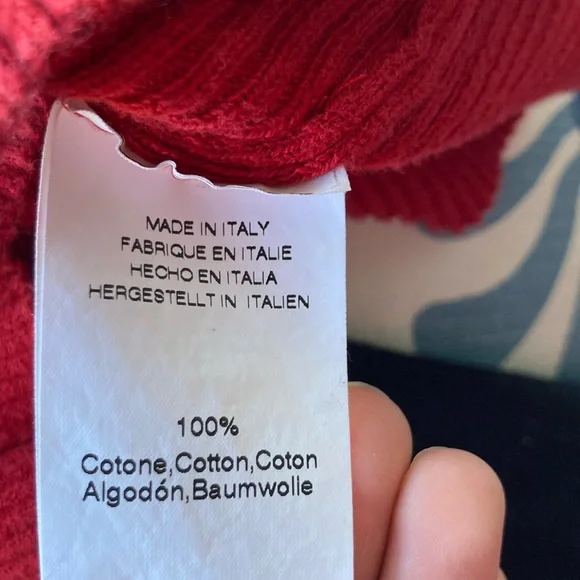 MADE IN ITALY
FABRIQUE EN ITALIE
HECHO EN ITALIA
HERGESTELLT IN ITALIEN
100%
Cotone,Cotton,Coton
Algodón,Baumwolle